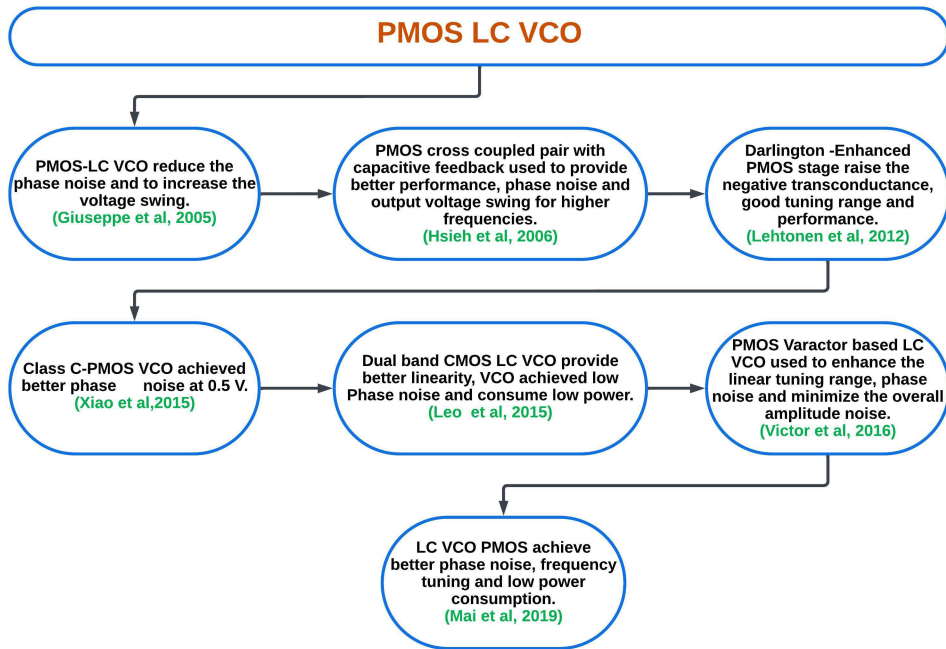 PMOS LC VCO
PMOS-LC VCO reduce the
phase noise and to increase the
voltage swing.
(Giuseppe et al, 2005)
PMOS cross coupled pair with
capacitive feedback used to provide
better performance, phase noise and
output voltage swing for higher
frequencies.
(Hsieh et al, 2006)
Darlington -Enhanced
PMOS stage raise the
negative transconductance,
good tuning range and
performance.
(Lehtonen et al, 2012)
Class C-PMOS VCO achieved
better phase noise at 0.5 V.
(Xiao et al,2015)
Dual band CMOS LC VCO provide
better linearity, VCO achieved low
Phase noise and consume low power.
(Leo et al, 2015)
PMOS Varactor based LC
VCO used to enhance the
linear tuning range, phase
noise and minimize the overall
amplitude noise.
(Victor et al, 2016)
LC VCO PMOS achieve
better phase noise, frequency
tuning and low power
consumption.
(Mai et al, 2019)